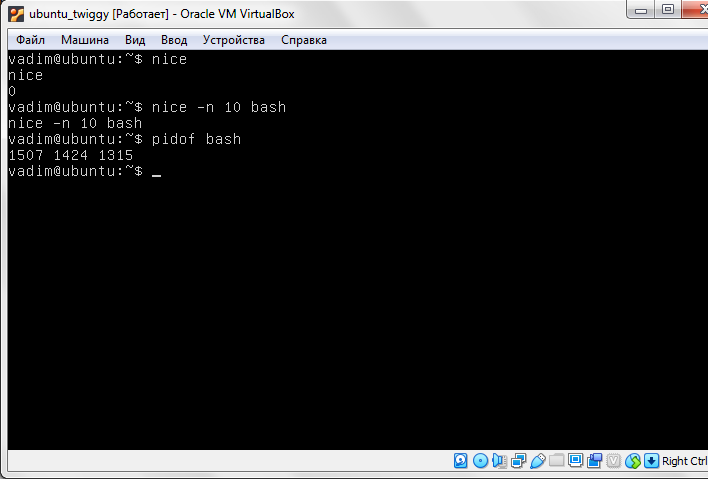 ubuntu_twiggy [Работает] - Oracle VM VirtualBox
Файл Машина Вид Ввод Устройства Справка
vadim@ubuntu:~$ nice
nice
0
vadim@ubuntu:~$ nice -n 10 bash
nice -n 10 bash
vadim@ubuntu:~$ pidof bash
1507 1424 1315
vadim@ubuntu:~$ _
Right Ctrl